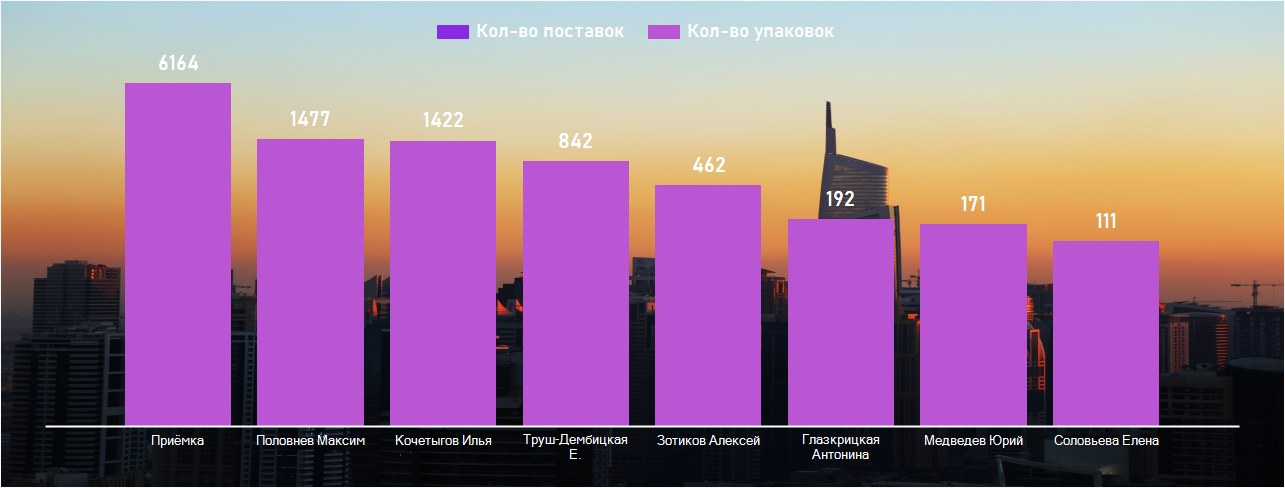 Кол-во поставок Кол-во упаковок
6164
1477
1422
842
462
192
171
111
Приёмка
Половнев Максим
Кочетыгов Илья
Труш-Дембицкая
Е.
Зотиков Алексей
Глазкрицкая
Антонина
Медведев Юрий
Соловьева Елена